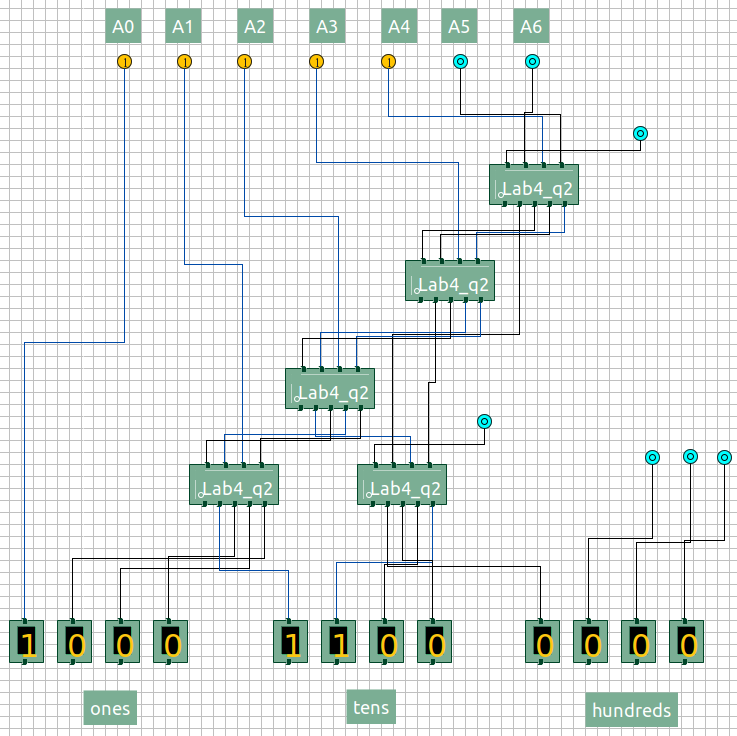 A0 A1 A2 A3 A4 A5 A6
Lab4_q2
Lab4_q2
Lab4_q2
Lab4_q2 Lab4_q2
1 0 0 0 1 1 0 0 0 0 0 0
ones tens hundreds